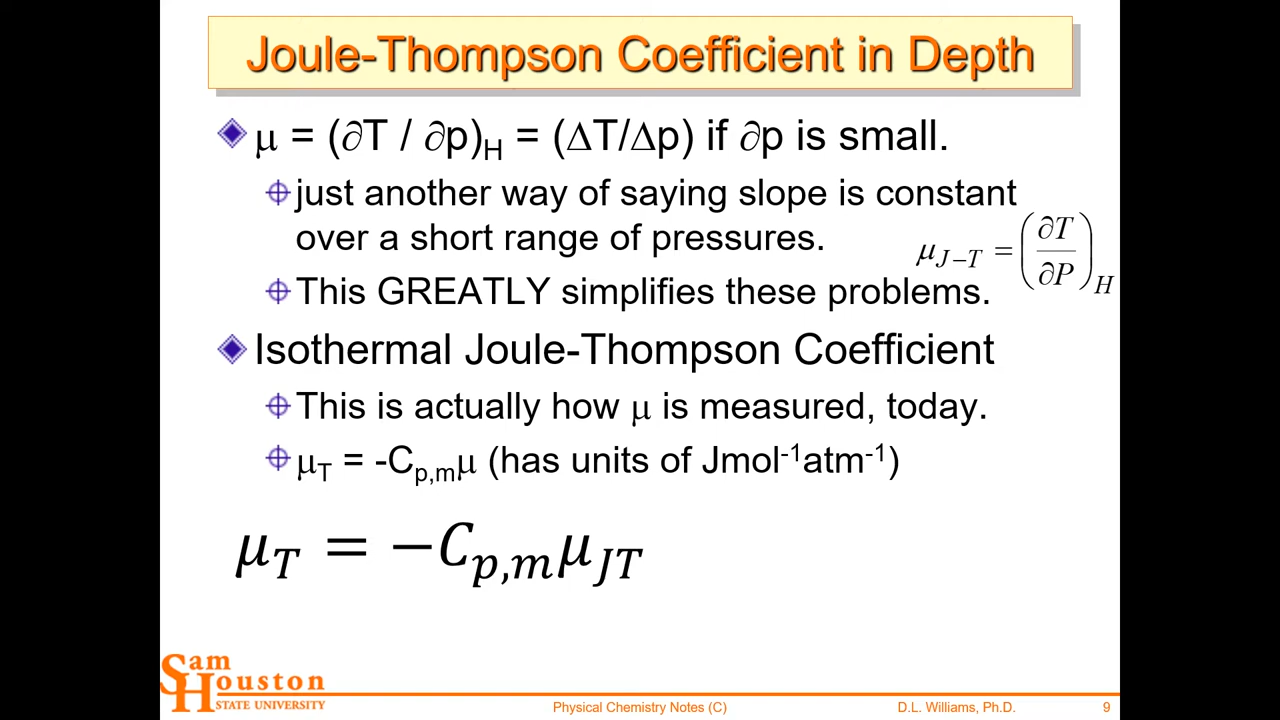 Joule-Thompson Coefficient in Depth
μ = (∂T / ∂p)H = (ΔT/Δp) if ∂p is small.
just another way of saying slope is constant
over a short range of pressures.
μJ−T = (∂T/∂P)H
This GREATLY simplifies these problems.
Isothermal Joule-Thompson Coefficient
This is actually how μ is measured, today.
μT = -Cp,mμ (has units of Jmol-1atm-1)
μT = −Cp,mμJT
Sam
Houston
STATE UNIVERSITY
Physical Chemistry Notes (C)
D.L. Williams, Ph.D.
9